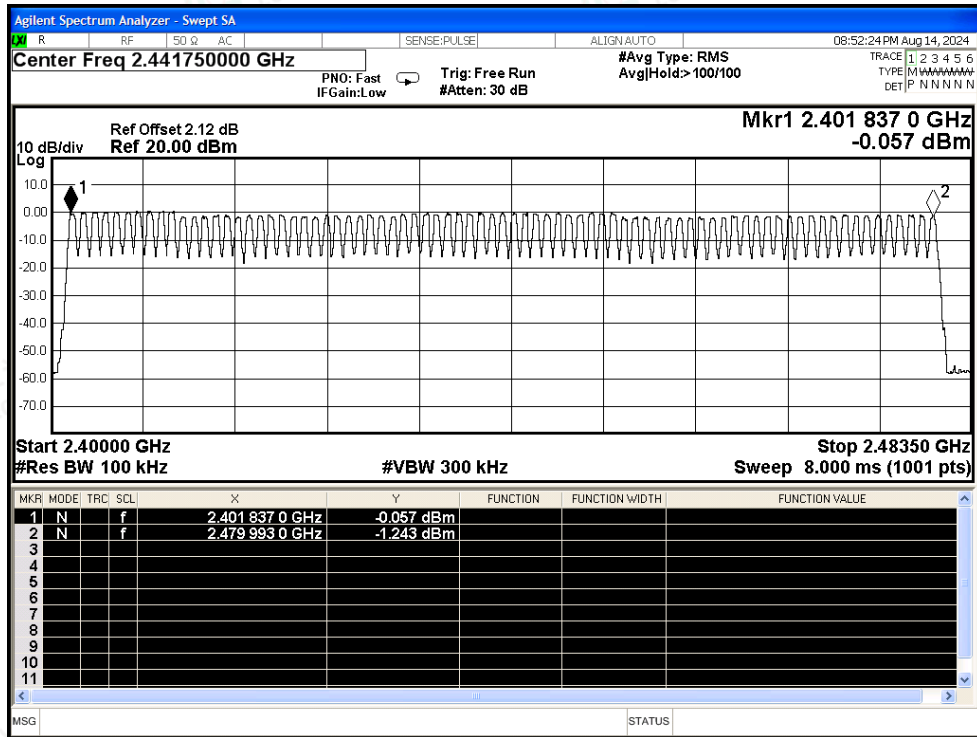 Agilent Spectrum Analyzer - Swept SA
LXI R RF 50 Ω AC SENSE:PULSE ALIGN AUTO 08:52:24 PM Aug 14, 2024
Center Freq 2.441750000 GHz
PNO: Fast
IFGain:Low
Trig: Free Run
#Atten: 30 dB
#Avg Type: RMS
Avg|Hold:>100/100
TRACE 1 2 3 4 5 6
TYPE M
DET P N N N N N
Mkr1 2.401 837 0 GHz
-0.057 dBm
Ref Offset 2.12 dB
10 dB/div Ref 20.00 dBm
Log
1
2
10.0
0.00
-10.0
-20.0
-30.0
-40.0
-50.0
-60.0
-70.0
Start 2.40000 GHz Stop 2.48350 GHz
#Res BW 100 kHz #VBW 300 kHz Sweep 8.000 ms (1001 pts)
MKR MODE TRC SCL X Y FUNCTION FUNCTION WIDTH FUNCTION VALUE
1 N f 2.401 837 0 GHz -0.057 dBm
2 N f 2.479 993 0 GHz -1.243 dBm
3
4
5
6
7
8
9
10
11
MSG STATUS